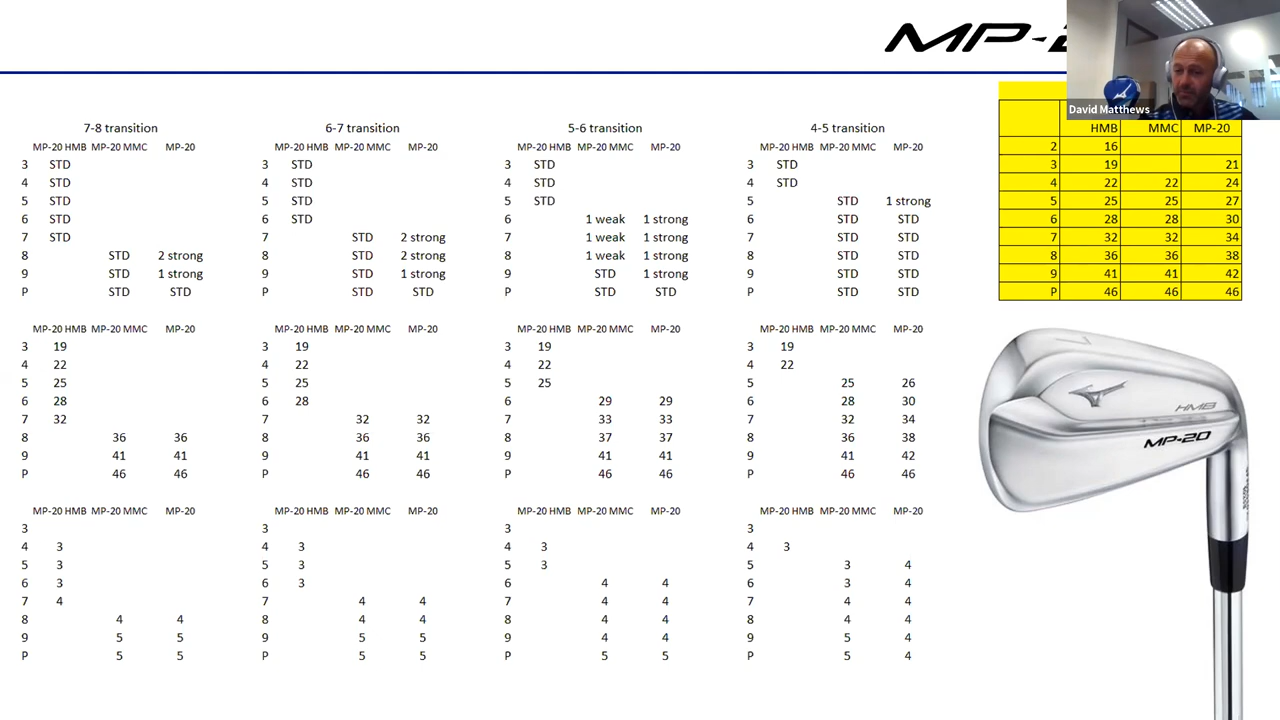 MP-2
David Matthews
7-8 transition 6-7 transition 5-6 transition 4-5 transition
HMB MMC MP-20
MP-20 HMB MP-20 MMC MP-20 MP-20 HMB MP-20 MMC MP-20 MP-20 HMB MP-20 MMC MP-20 MP-20 HMB MP-20 MMC MP-20
2 16
3 STD 3 STD 3 STD 3 STD 3 19 21
4 STD 4 STD 4 STD 4 STD 4 22 22 24
5 STD 5 STD 5 STD 5 STD 1 strong 5 25 25 27
6 STD 6 STD 6 1 weak 1 strong 6 STD STD 6 28 28 30
7 STD 7 STD 2 strong 7 1 weak 1 strong 7 STD STD 7 32 32 34
8 STD 2 strong 8 STD 2 strong 8 1 weak 1 strong 8 STD STD 8 36 36 38
9 STD 1 strong 9 STD 1 strong 9 STD 1 strong 9 STD STD 9 41 41 42
P STD STD P STD STD P STD STD P STD STD P 46 46 46
MP-20 HMB MP-20 MMC MP-20 MP-20 HMB MP-20 MMC MP-20 MP-20 HMB MP-20 MMC MP-20 MP-20 HMB MP-20 MMC MP-20
3 19 3 19 3 19 3 19
4 22 4 22 4 22 4 22
5 25 5 25 5 25 5 25 26
6 28 6 28 6 29 29 6 28 30
7 32 7 32 32 7 33 33 7 32 34
8 36 36 8 36 36 8 37 37 8 36 38
9 41 41 9 41 41 9 41 41 9 41 42
P 46 46 P 46 46 P 46 46 P 46 46
HMB
MP-20
MP-20 HMB MP-20 MMC MP-20 MP-20 HMB MP-20 MMC MP-20 MP-20 HMB MP-20 MMC MP-20 MP-20 HMB MP-20 MMC MP-20
3 3 3 3
4 3 4 3 4 3 4 3
5 3 5 3 5 3 5 3 4
6 3 6 3 6 4 4 6 3 4
7 4 7 4 4 7 4 4 7 4 4
8 4 4 8 4 4 8 4 4 8 4 4
9 5 5 9 5 5 9 4 4 9 5 4
P 5 5 P 5 5 P 5 5 P 5 4